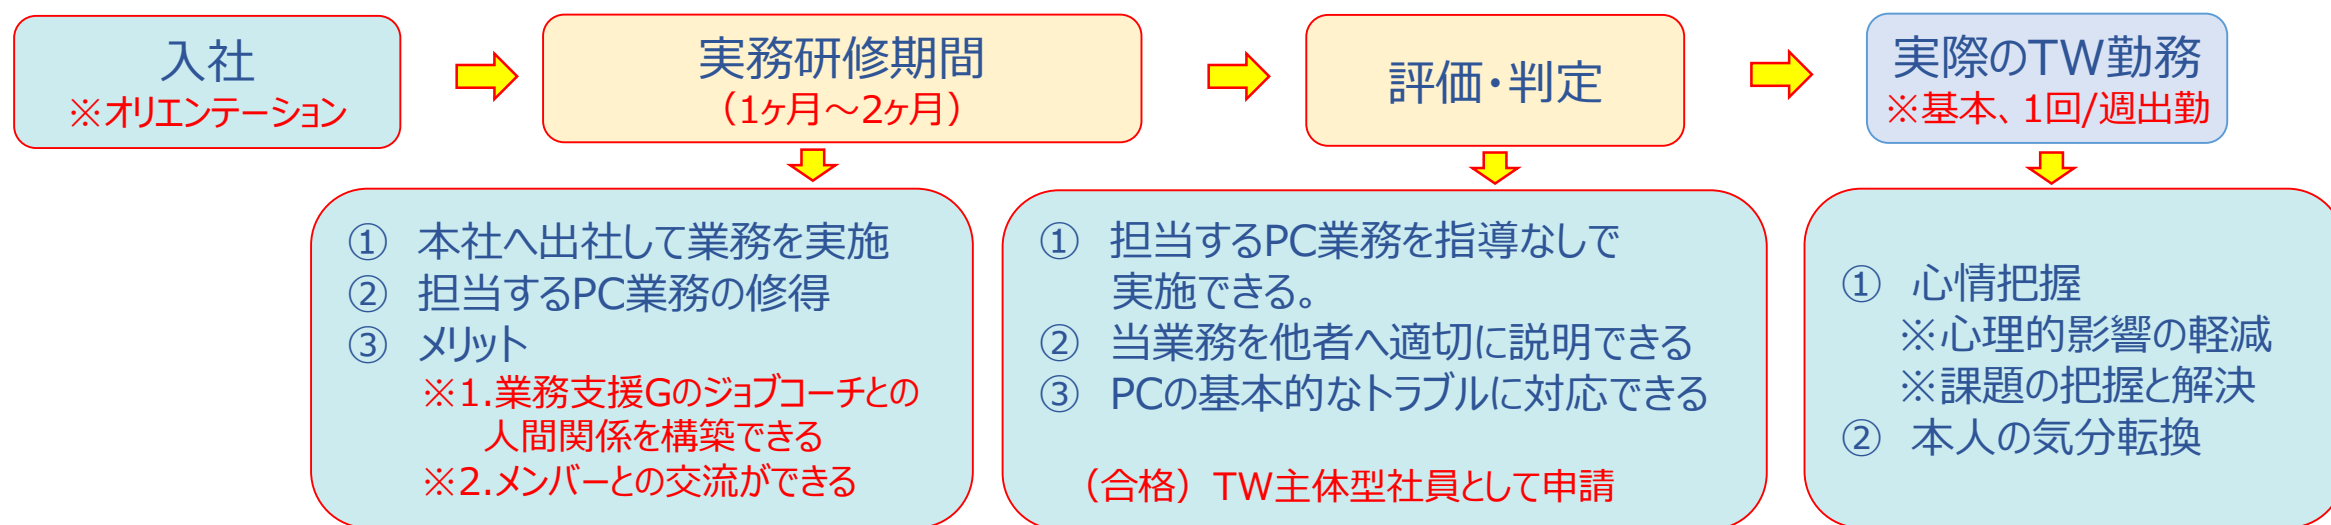 入社
※オリエンテーション
実務研修期間
（1ヶ月～2ヶ月）
評価・判定
実際のTW勤務
※基本、1回/週出勤
① 本社へ出社して業務を実施
② 担当するPC業務の修得
③ メリット
※1.業務支援Gのジョブコーチとの
人間関係を構築できる
※2.メンバーとの交流ができる
① 担当するPC業務を指導なしで
実施できる。
② 当業務を他者へ適切に説明できる
③ PCの基本的なトラブルに対応できる
（合格）TW主体型社員として申請
① 心情把握
※心理的影響の軽減
※課題の把握と解決
② 本人の気分転換